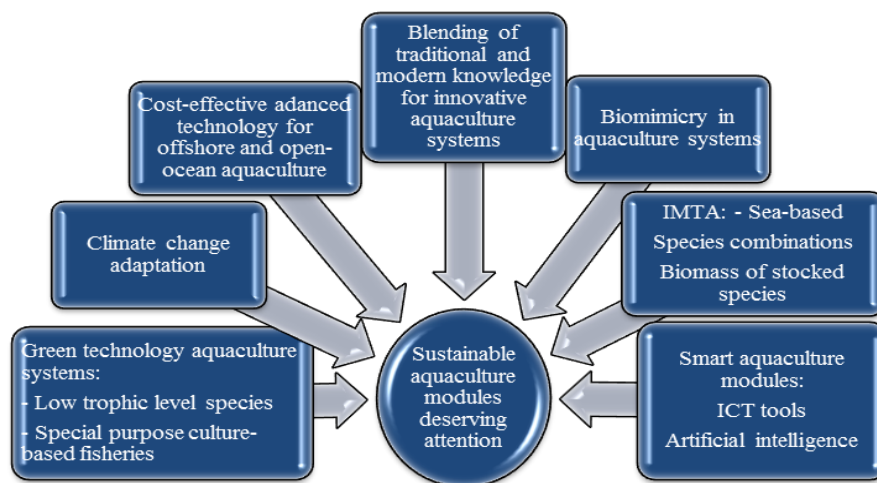 Blending of
traditional and
modern knowledge
for innovative
aquaculture
systems
Cost-effective adanced
technology for
offshore and open-
ocean aquaculture
Biomimicry in
aquaculture systems
Climate change
adaptation
IMTA: - Sea-based
Species combinations
Biomass of stocked
species
Green technology aquaculture
systems:
- Low trophic level species
- Special purpose culture-
based fisheries
Sustainable
aquaculture
modules
deserving
attention
Smart aquaculture
modules:
ICT tools
Artificial intelligence